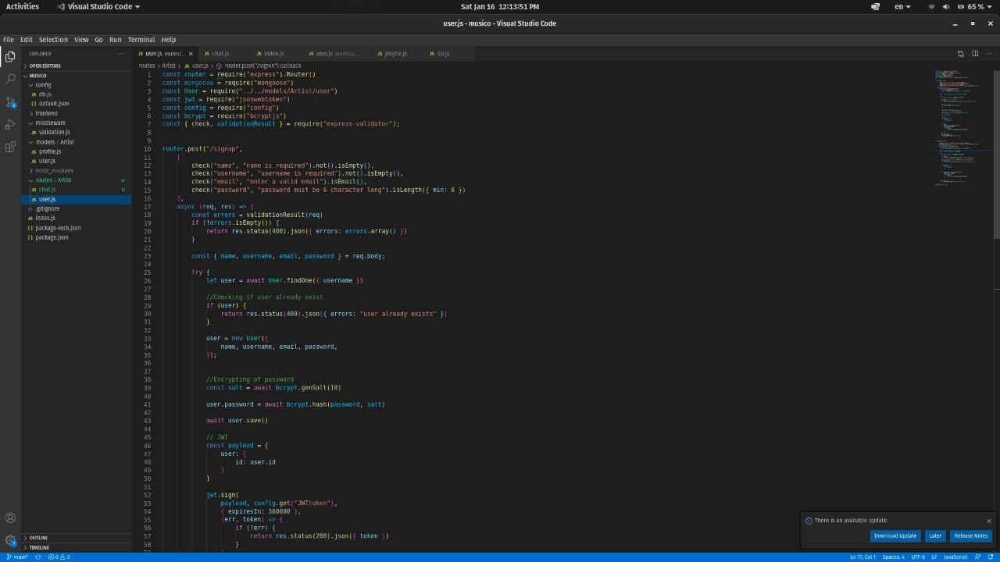 Activities
Visual Studio Code
Sat Jan 16 12:13:51 PM
en
65 %
user.js - musico - Visual Studio Code
File Edit Selection View Go Run Terminal Help
EXPLORER
user.js routes/...
chat.js
index.js
user.js models/...
profile.js
db.js
OPEN EDITORS
MUSICO
config
db.js
default.json
frontend
middleware
validation.js
models / Artist
profile.js
user.js
node_modules
routes / Artist
chat.js U
user.js
.gitignore
index.js
package-lock.json
package.json
OUTLINE
TIMELINE
routes > Artist > user.js > router.post("/signin") callback
1 const router = require("express").Router()
2 const mongoose = require("mongoose")
3 const User = require("../../models/Artist/user")
4 const jwt = require("jsonwebtoken")
5 const config = require("config")
6 const bcrypt = require("bcryptjs")
7 const { check, validationResult } = require("express-validator");
8
9
10 router.post("/signup",
11 [
12 check("name", "name is required").not().isEmpty(),
13 check("username", "username is required").not().isEmpty(),
14 check("email", "enter a valid email").isEmail(),
15 check("password", "password must be 6 character long").isLength({ min: 6 })
16 ],
17 async (req, res) => {
18 const errors = validationResult(req)
19 if (!errors.isEmpty()) {
20 return res.status(400).json({ errors: errors.array() })
21 }
22
23 const { name, username, email, password } = req.body;
24
25 try {
26 let user = await User.findOne({ username })
27
28 //Checking if user already exist
29 if (user) {
30 return res.status(400).json({ errors: "user already exists" })
31 }
32
33 user = new User({
34 name, username, email, password,
35 });
36
37
38 //Encrypting of password
39 const salt = await bcrypt.genSalt(10)
40
41 user.password = await bcrypt.hash(password, salt)
42
43 await user.save()
44
45 // JWT
46 const payload = {
47 user: {
48 id: user.id
49 }
50 }
51
52 jwt.sign(
53 payload, config.get("JWTtoken"),
54 { expiresIn: 360000 },
55 (err, token) => {
56 if (!err) {
57 return res.status(200).json({ token })
58 }
There is an available update.
Download Update
Later
Release Notes
main*
0 0
Ln 77, Col 1
Spaces: 4
UTF-8
LF
JavaScript